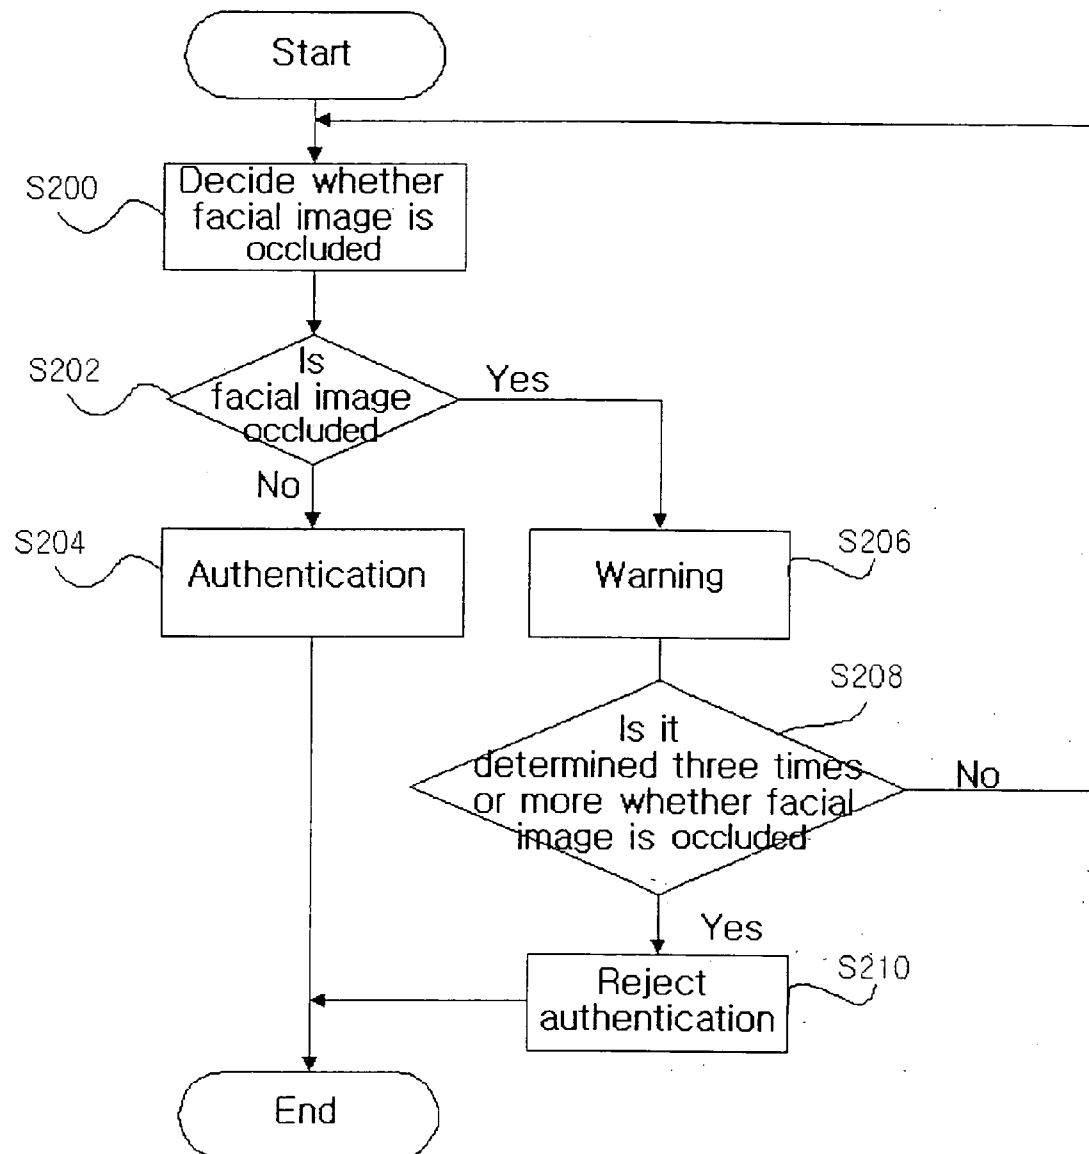 Start
S200
Decide whether
facial image is
occluded
S202
Is
facial image
occluded
Yes
No
S204
Authentication
S206
Warning
S208
Is it
determined three times
or more whether facial
image is occluded
No
Yes
S210
Reject
authentication
End